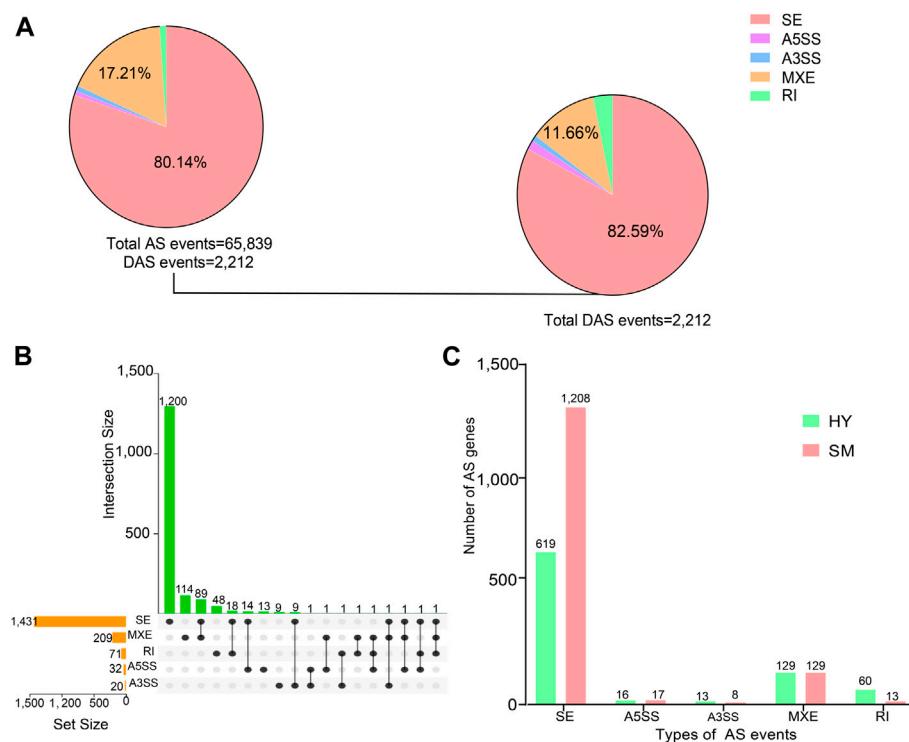 A
SE
A5SS
A3SS
MXE
RI
17.21%
80.14%
Total AS events=65,839
DAS events=2,212
11.66%
82.59%
Total DAS events=2,212
B
Intersection Size
1,500
1,000
500
1,200
114 89 48 18 14 13 9 9 1 1 1 1 1 1 1 1 1
1,431 SE
209 MXE
71 RI
32 A5SS
20 A3SS
1,500 1,200 600 0
Set Size
C
Number of AS genes
1,500
1,000
500
0
HY
SM
619 1,208
16 17
13 8
129 129
60 13
SE A5SS A3SS MXE RI
Types of AS events